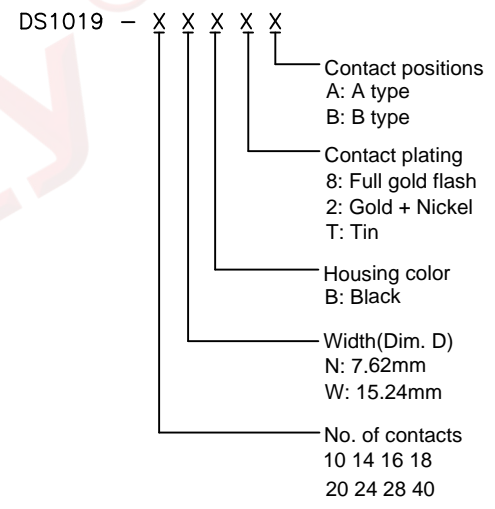 DS1019 - X X X X X
Contact positions
A: A type
B: B type
Contact plating
8: Full gold flash
2: Gold + Nickel
T: Tin
Housing color
B: Black
Width(Dim. D)
N: 7.62mm
W: 15.24mm
No. of contacts
10 14 16 18
20 24 28 40